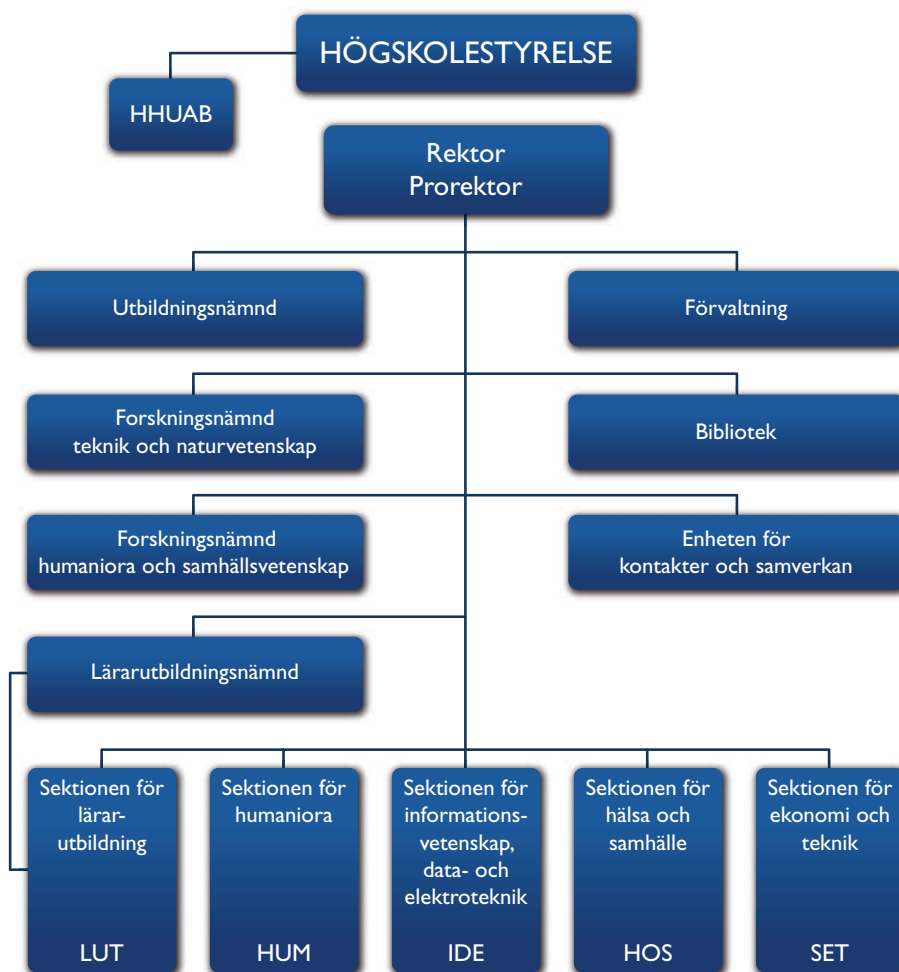 HÖGSKOLESTYRELSE
HHUAB
Rektor
Prorektor
Utbildningsnämnd
Förvaltning
Forskningsnämnd
teknik och naturvetenskap
Bibliotek
Forskningsnämnd
humaniora och samhällsvetenskap
Enheten för
kontakter och samverkan
Lärarutbildningsnämnd
Sektionen för
lärar-
utbildning
LUT
Sektionen för
humaniora
HUM
Sektionen för
informations-
vetenskap,
data- och
elektroteknik
IDE
Sektionen för
hälsa och
samhälle
HOS
Sektionen för
ekonomi och
teknik
SET